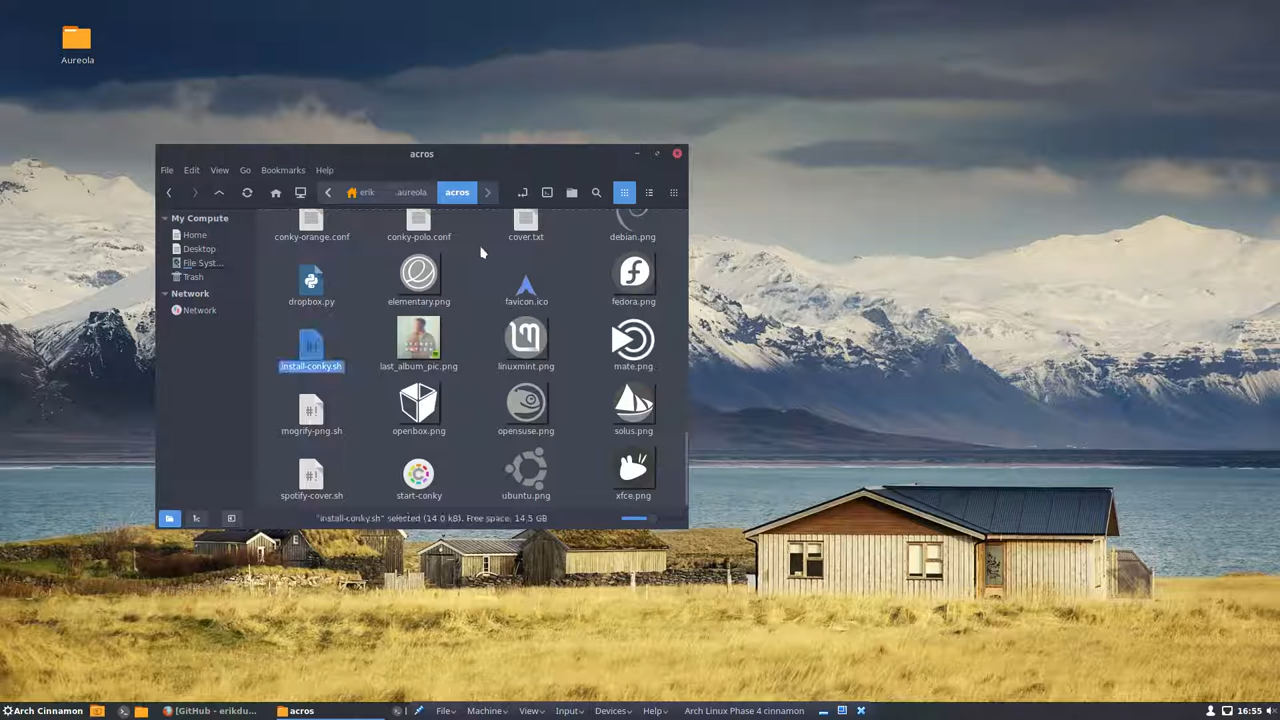 Aureola
acros
File Edit View Go Bookmarks Help
erik .aureola acros
My Compute
Home
Desktop
File Syst...
Trash
Network
Network
conky-orange.conf conky-polo.conf cover.txt debian.png
dropbox.py elementary.png favicon.ico fedora.png
install-conky.sh last_album_pic.png linuxmint.png mate.png
mogrify-png.sh openbox.png opensuse.png solus.png
spotify-cover.sh start-conky ubuntu.png xfce.png
"install-conky.sh" selected (14.0 kB), Free space: 14.5 GB
Arch Cinnamon [GitHub - erikdu... acros File Machine View Input Devices Help Arch Linux Phase 4 cinnamon 16:55